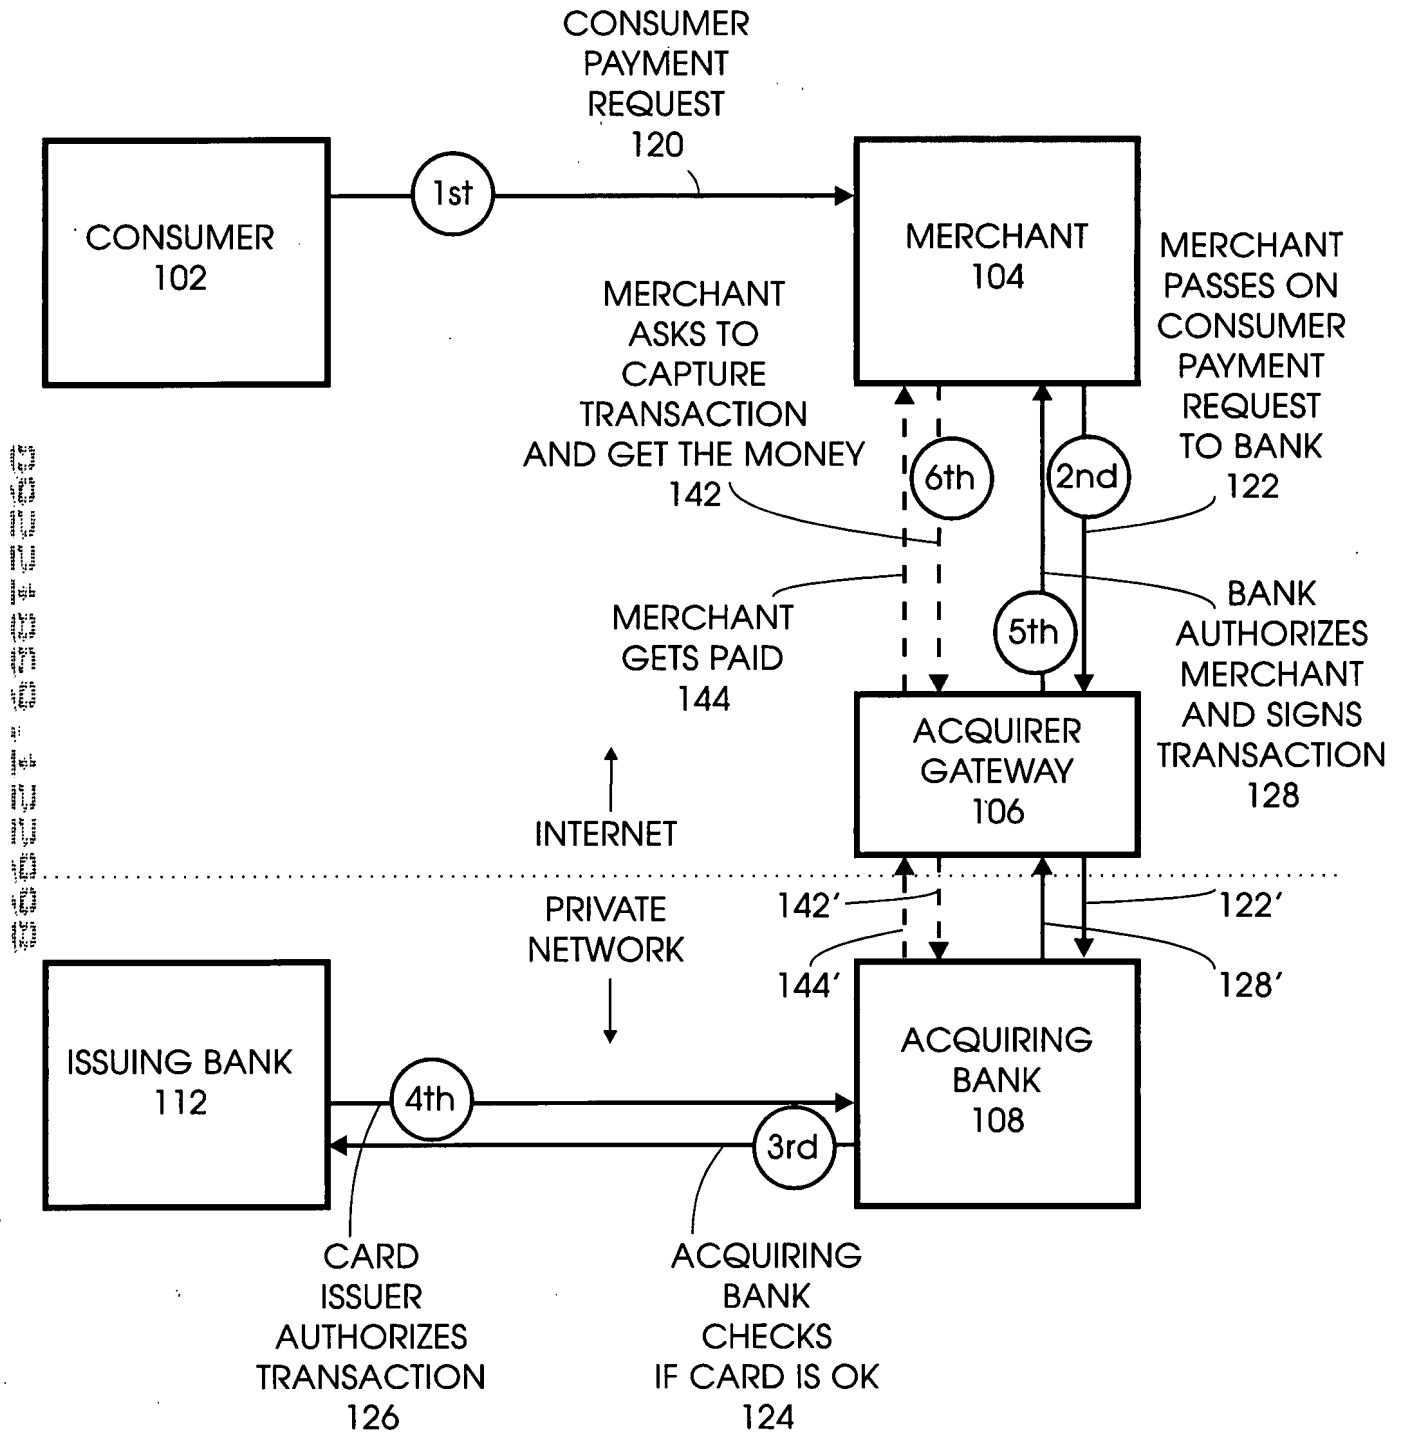 CONSUMER
PAYMENT
REQUEST
120
1st
CONSUMER
102
MERCHANT
104
MERCHANT
PASSES ON
CONSUMER
PAYMENT
REQUEST
TO BANK
122
MERCHANT
ASKS TO
CAPTURE
TRANSACTION
AND GET THE MONEY
142
6th
2nd
MERCHANT
GETS PAID
144
5th
BANK
AUTHORIZES
MERCHANT
AND SIGNS
TRANSACTION
128
ACQUIRER
GATEWAY
106
INTERNET
PRIVATE
NETWORK
142'
144'
122'
128'
ISSUING BANK
112
4th
3rd
ACQUIRING
BANK
108
CARD
ISSUER
AUTHORIZES
TRANSACTION
126
ACQUIRING
BANK
CHECKS
IF CARD IS OK
124